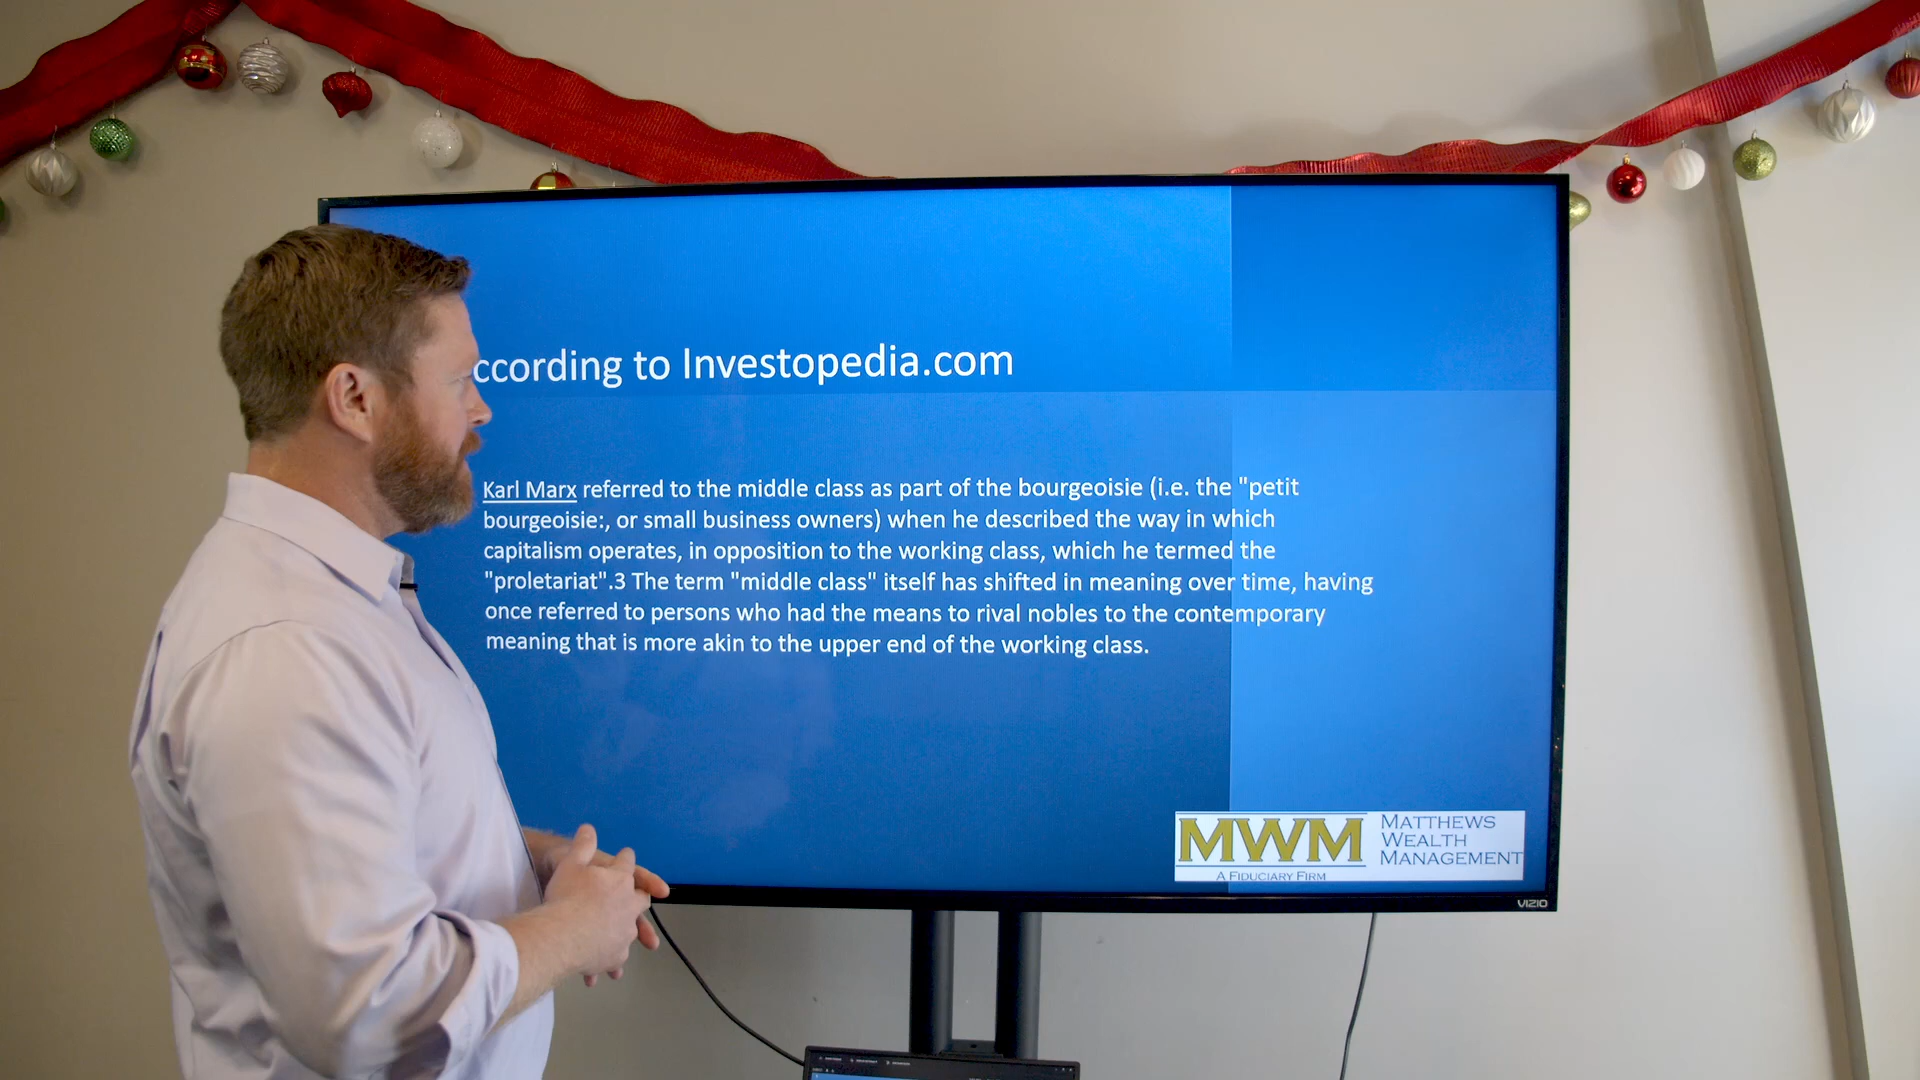 ccording to Investopedia.com
Karl Marx referred to the middle class as part of the bourgeoisie (i.e. the "petit
bourgeoisie:, or small business owners) when he described the way in which
capitalism operates, in opposition to the working class, which he termed the
"proletariat".3 The term "middle class" itself has shifted in meaning over time, having
once referred to persons who had the means to rival nobles to the contemporary
meaning that is more akin to the upper end of the working class.
MWM
MATTHEWS
WEALTH
MANAGEMENT
A FIDUCIARY FIRM
VIZIO